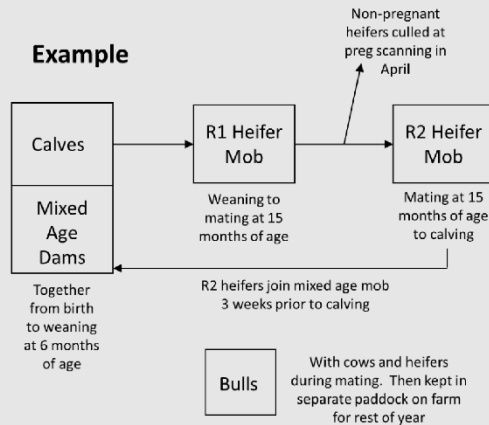 Non-pregnant
heifers culled at
preg scanning in
April
Example
Calves
Mixed
Age
Dams
Together
from birth
to weaning
at 6 months
of age
R1 Heifer
Mob
Weaning to
mating at 15
months of age
R2 Heifer
Mob
Mating at 15
months of age
to calving
R2 heifers join mixed age mob
3 weeks prior to calving
Bulls
With cows and heifers
during mating. Then kept in
separate paddock on farm
for rest of year